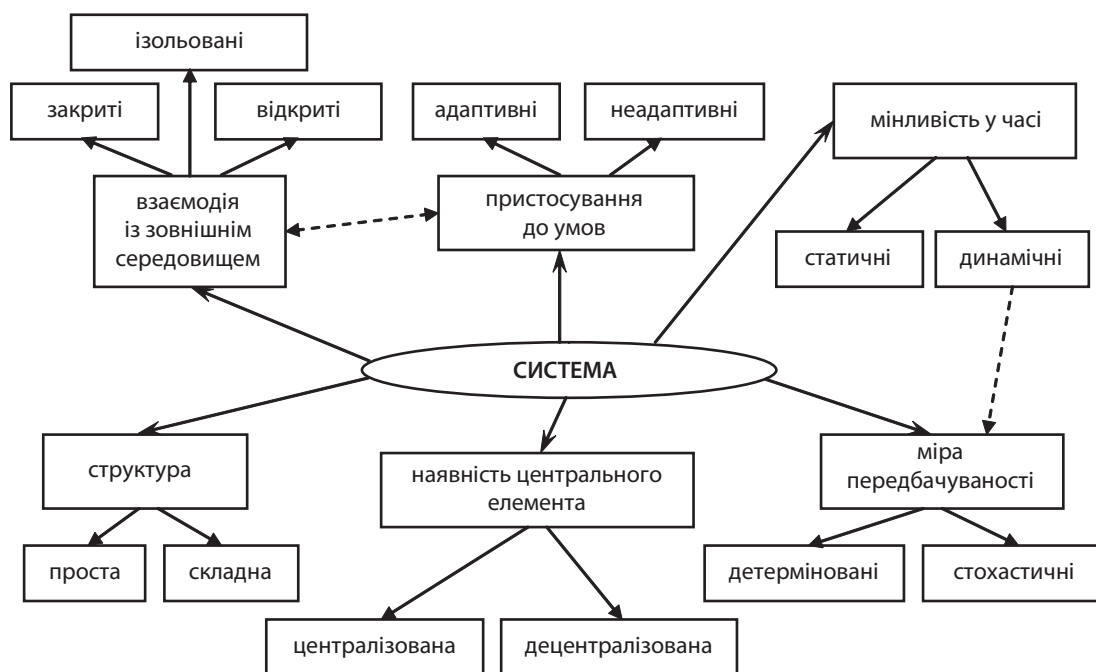 ізольовані
закриті
відкриті
адаптивні
неадаптивні
мінливість у часі
взаємодія
із зовнішнім
середовищем
пристосування
до умов
статичні
динамічні
СИСТЕМА
структура
наявність центрального
елемента
міра
передбачуваності
проста
складна
детерміновані
стохастичні
централізована
децентралізована